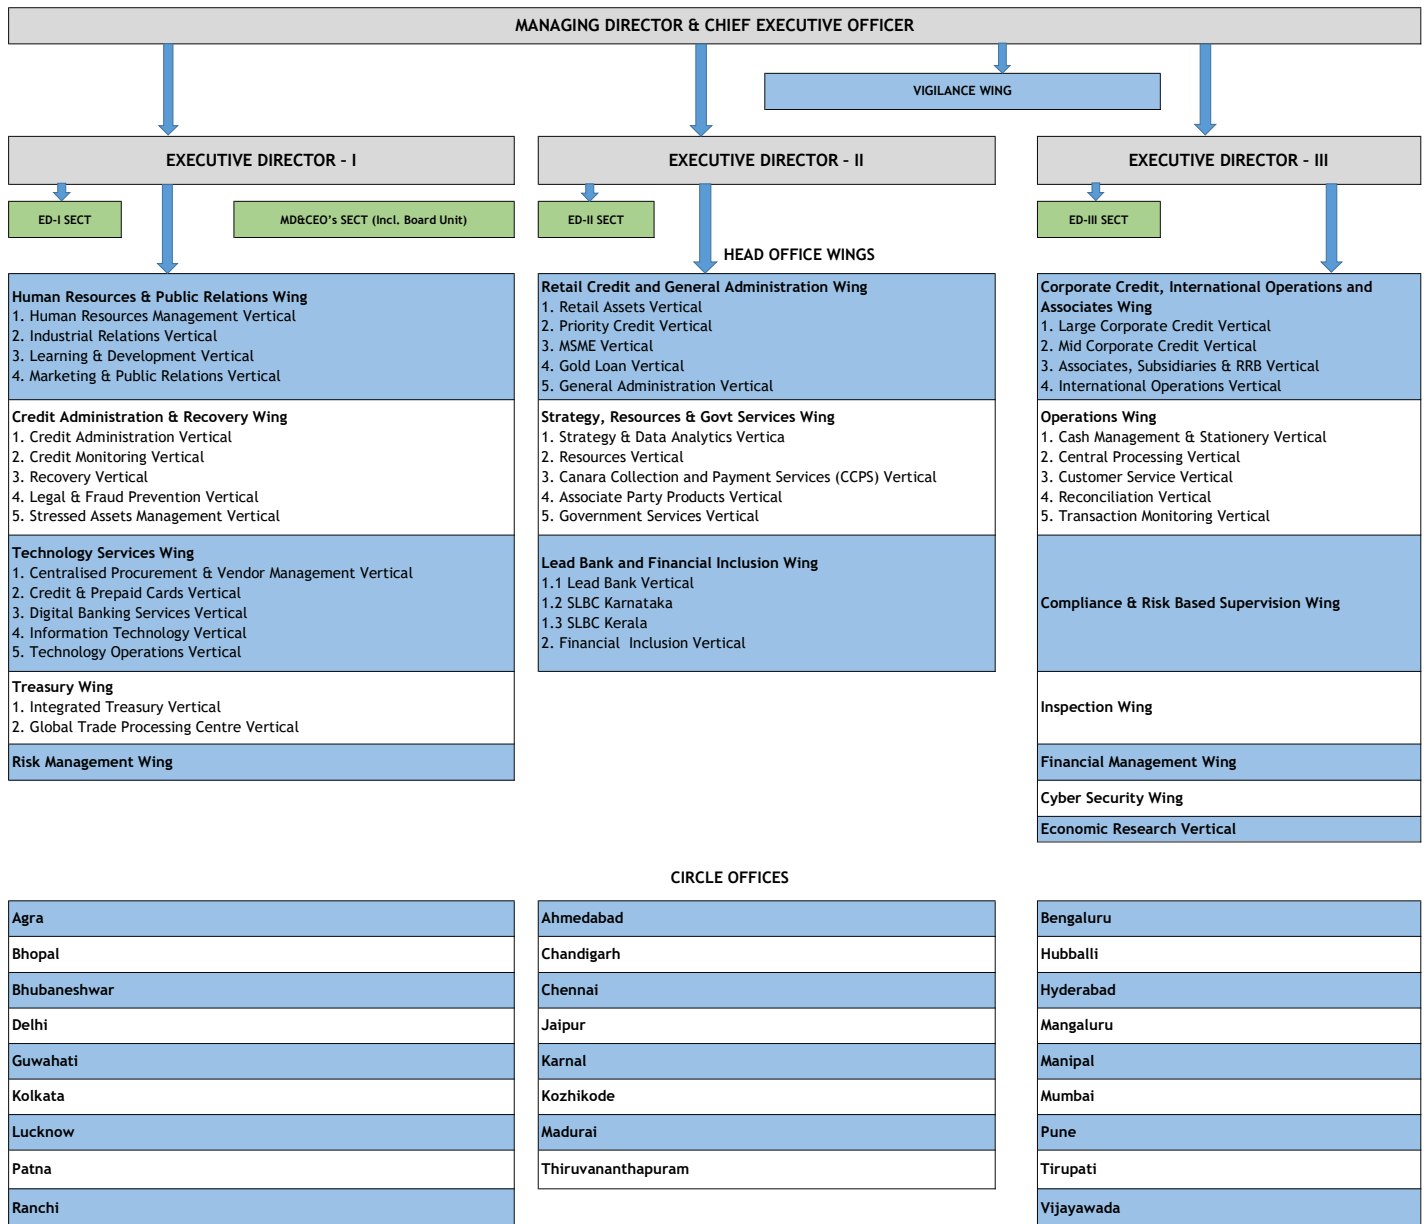 MANAGING DIRECTOR & CHIEF EXECUTIVE OFFICER
VIGILANCE WING
EXECUTIVE DIRECTOR - I
EXECUTIVE DIRECTOR - II
EXECUTIVE DIRECTOR - III
ED-I SECT
MD&CEO's SECT (Incl. Board Unit)
ED-II SECT
ED-III SECT
HEAD OFFICE WINGS
Human Resources & Public Relations Wing
1. Human Resources Management Vertical
2. Industrial Relations Vertical
3. Learning & Development Vertical
4. Marketing & Public Relations Vertical
Credit Administration & Recovery Wing
1. Credit Administration Vertical
2. Credit Monitoring Vertical
3. Recovery Vertical
4. Legal & Fraud Prevention Vertical
5. Stressed Assets Management Vertical
Technology Services Wing
1. Centralised Procurement & Vendor Management Vertical
2. Credit & Prepaid Cards Vertical
3. Digital Banking Services Vertical
4. Information Technology Vertical
5. Technology Operations Vertical
Treasury Wing
1. Integrated Treasury Vertical
2. Global Trade Processing Centre Vertical
Risk Management Wing
Retail Credit and General Administration Wing
1. Retail Assets Vertical
2. Priority Credit Vertical
3. MSME Vertical
4. Gold Loan Vertical
5. General Administration Vertical
Strategy, Resources & Govt Services Wing
1. Strategy & Data Analytics Vertica
2. Resources Vertical
3. Canara Collection and Payment Services (CCPS) Vertical
4. Associate Party Products Vertical
5. Government Services Vertical
Lead Bank and Financial Inclusion Wing
1.1 Lead Bank Vertical
1.2 SLBC Karnataka
1.3 SLBC Kerala
2. Financial Inclusion Vertical
Corporate Credit, International Operations and
Associates Wing
1. Large Corporate Credit Vertical
2. Mid Corporate Credit Vertical
3. Associates, Subsidiaries & RRB Vertical
4. International Operations Vertical
Operations Wing
1. Cash Management & Stationery Vertical
2. Central Processing Vertical
3. Customer Service Vertical
4. Reconciliation Vertical
5. Transaction Monitoring Vertical
Compliance & Risk Based Supervision Wing
Inspection Wing
Financial Management Wing
Cyber Security Wing
Economic Research Vertical
CIRCLE OFFICES
Agra
Bhopal
Bhubaneshwar
Delhi
Guwahati
Kolkata
Lucknow
Patna
Ranchi
Ahmedabad
Chandigarh
Chennai
Jaipur
Karnal
Kozhikode
Madurai
Thiruvananthapuram
Bengaluru
Hubballi
Hyderabad
Mangaluru
Manipal
Mumbai
Pune
Tirupati
Vijayawada